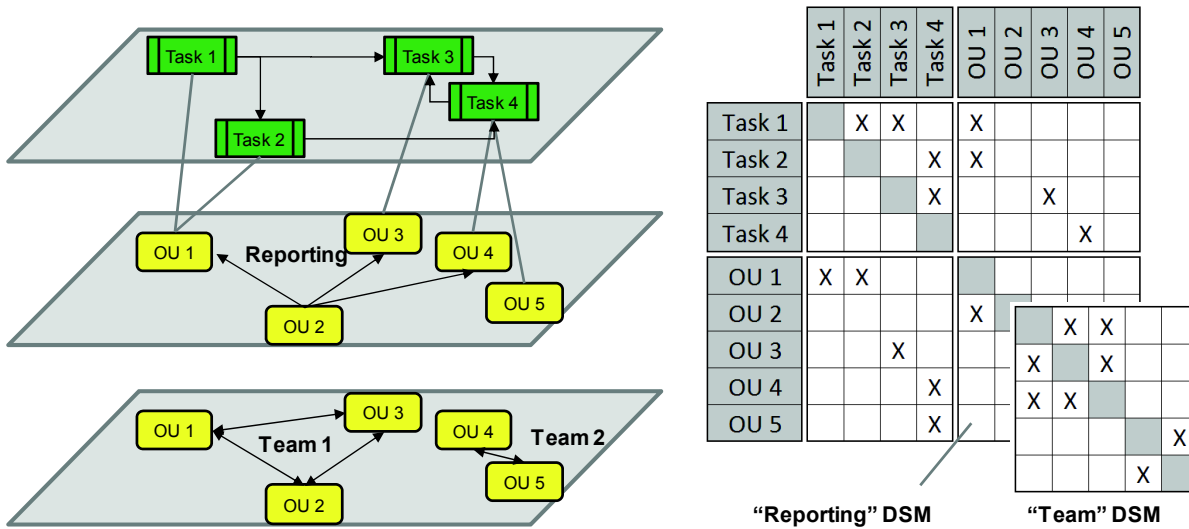 Task 1
Task 3
Task 4
Task 2
OU 1
Reporting
OU 3
OU 4
OU 5
OU 2
OU 1
Team 1
OU 3
OU 4
Team 2
OU 5
OU 2
Task 1 Task 2 Task 3 Task 4 OU 1 OU 2 OU 3 OU 4 OU 5
Task 1 X X X
Task 2 X X
Task 3 X X
Task 4 X
OU 1 X X
OU 2 X
OU 3 X
OU 4 X
OU 5 X
X X
X X
X X
X
X
“Reporting” DSM
“Team” DSM